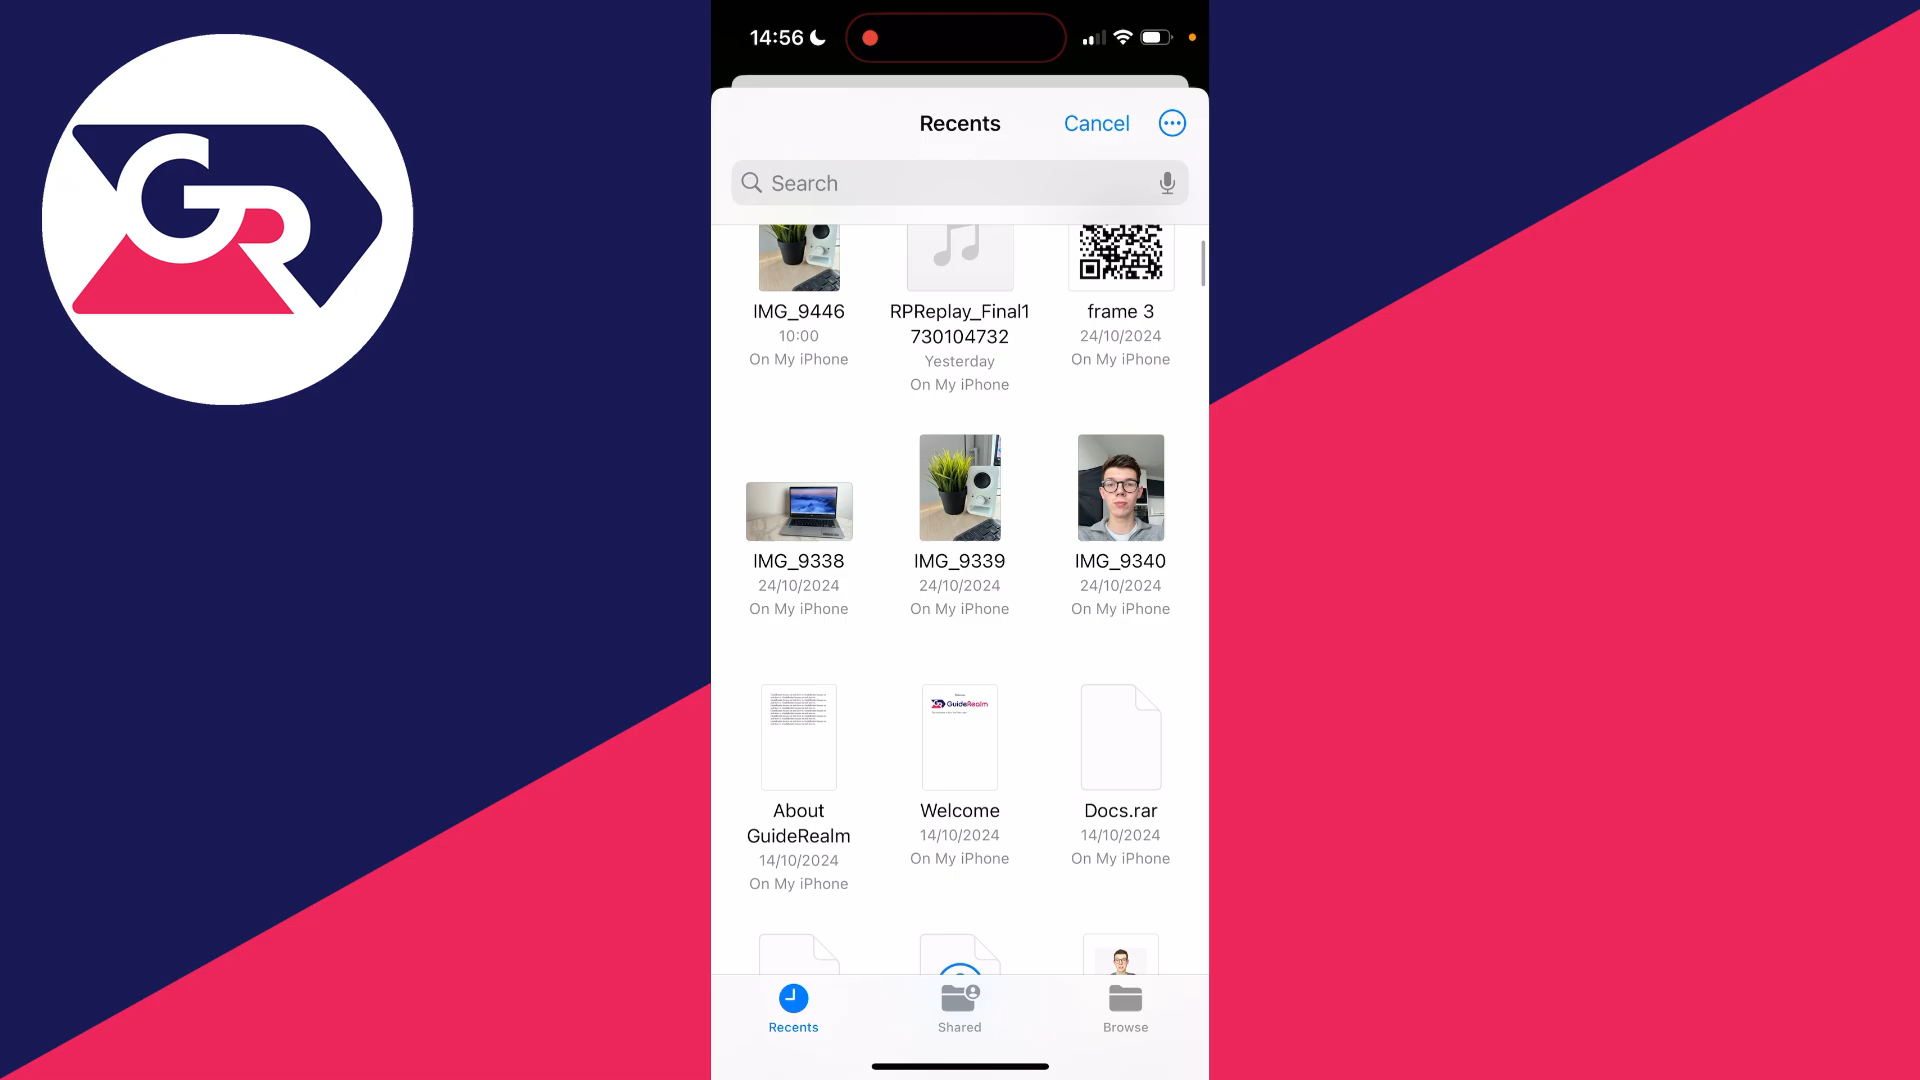 14:56
GR
Recents
Cancel
Search
IMG_9446
10:00
On My iPhone
RPReplay_Final1
730104732
Yesterday
On My iPhone
frame 3
24/10/2024
On My iPhone
IMG_9338
24/10/2024
On My iPhone
IMG_9339
24/10/2024
On My iPhone
IMG_9340
24/10/2024
On My iPhone
GuideRealm
About
GuideRealm
14/10/2024
On My iPhone
Welcome
14/10/2024
On My iPhone
Docs.rar
14/10/2024
On My iPhone
Recents
Shared
Browse